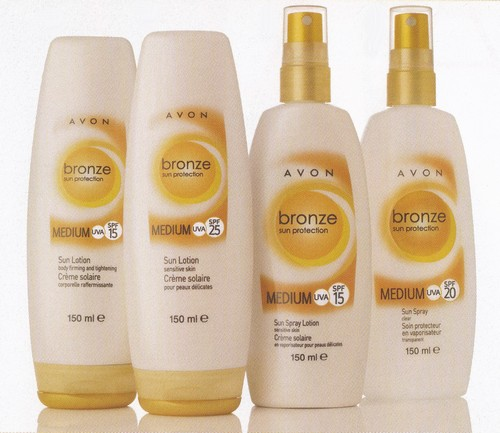 AVON
bronze
sun protection
MEDIUM UVA SPF 15
Sun Lotion
body firming and tightening
Crème solaire
corporelle raffermissante
150 ml e
AVON
bronze
sun protection
MEDIUM UVA SPF 25
Sun Lotion
sensitive skin
Crème solaire
pour peaux délicates
150 ml e
AVON
bronze
sun protection
MEDIUM UVA SPF 15
Sun Spray Lotion
sensitive skin
Crème solaire
en vaporisateur pour peaux délicates
150 ml e
AVON
bronze
sun protection
MEDIUM UVA SPF 20
Sun Spray
clear
Soin protecteur
en vaporisateur
transparent
150 ml e